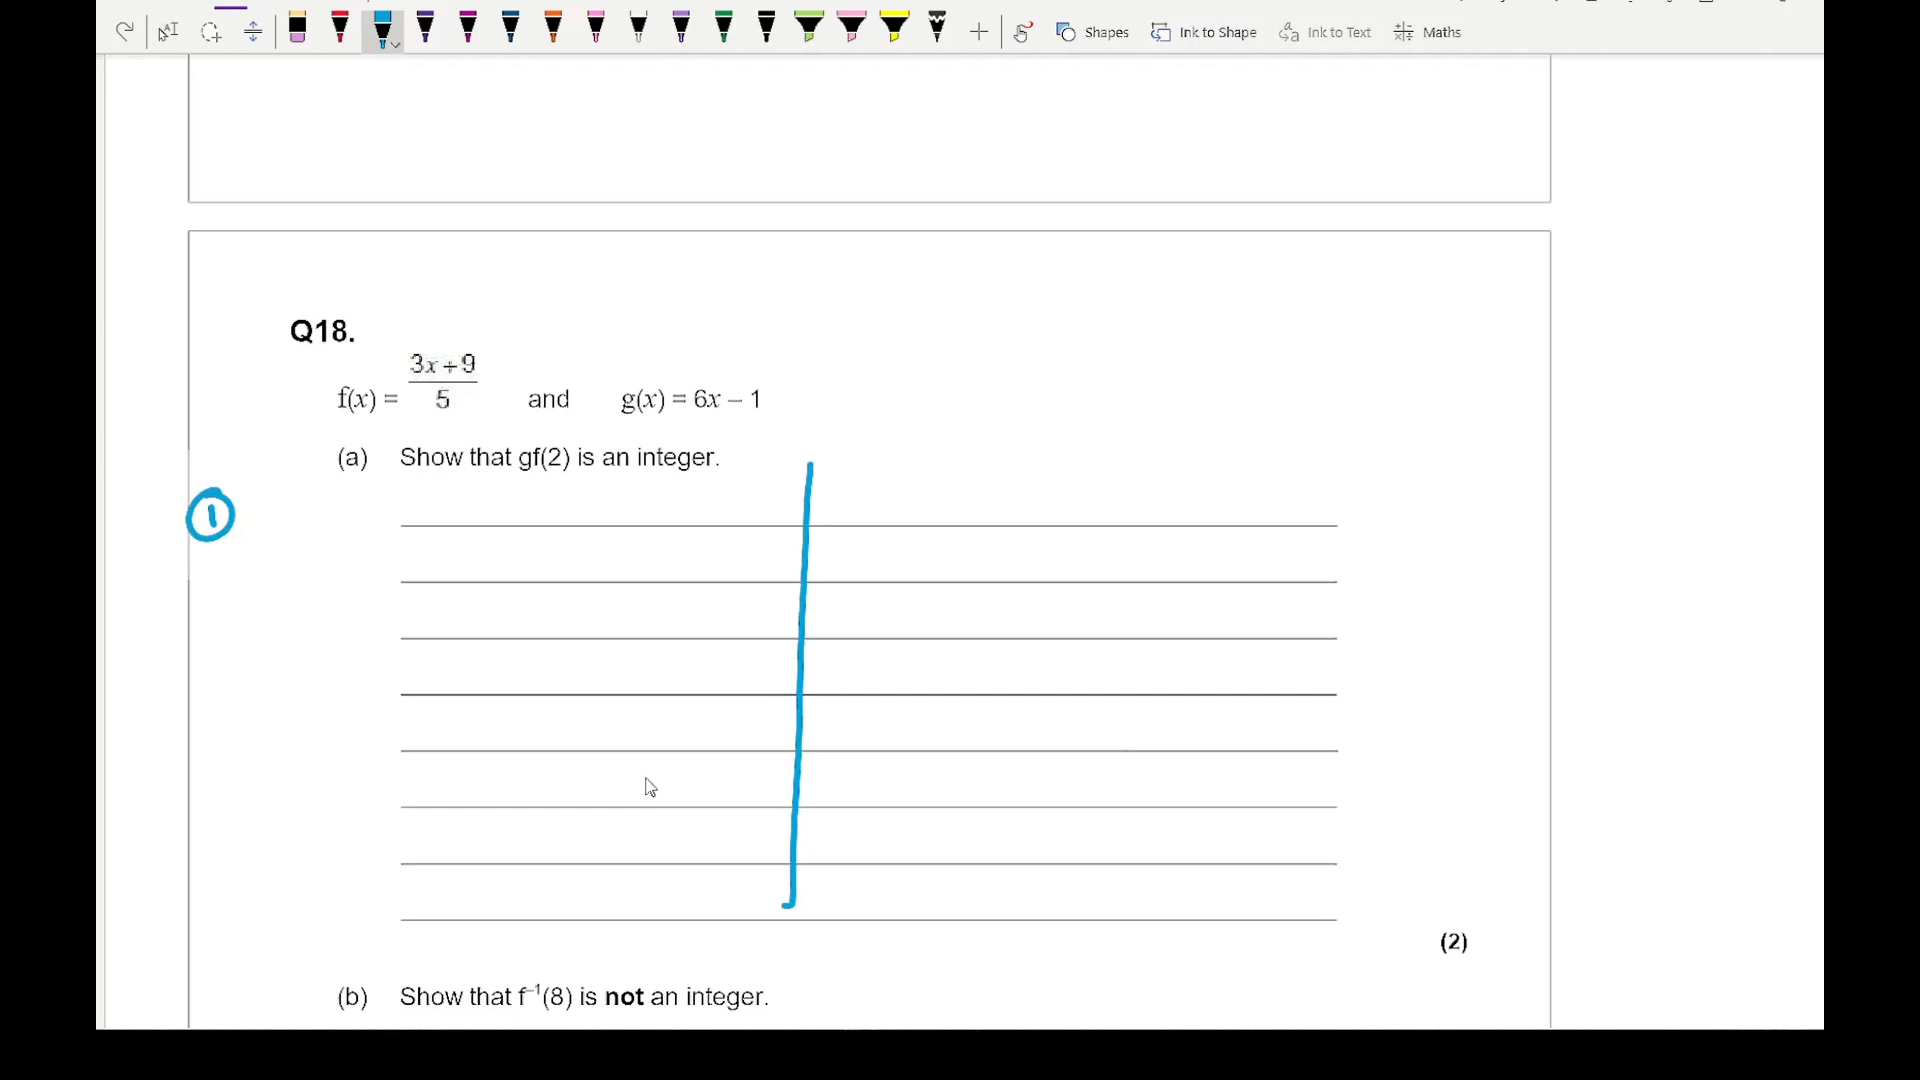 Shapes Ink to Shape Ink to Text Maths
Q18.
f(x) = 3x + 9 / 5 and g(x) = 6x – 1
(a) Show that gf(2) is an integer.
1
(2)
(b) Show that f⁻¹(8) is not an integer.